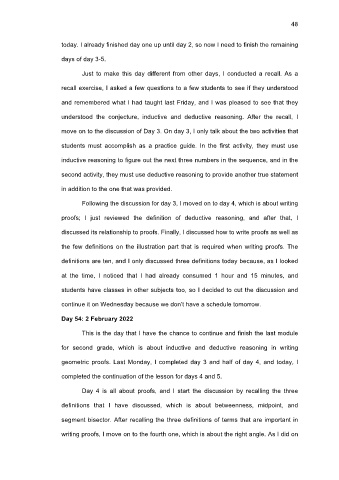 48
today. I already finished day one up until day 2, so now I need to finish the remaining
days of day 3-5.
Just to make this day different from other days, I conducted a recall. As a
recall exercise, I asked a few questions to a few students to see if they understood
and remembered what I had taught last Friday, and I was pleased to see that they
understood the conjecture, inductive and deductive reasoning. After the recall, I
move on to the discussion of Day 3. On day 3, I only talk about the two activities that
students must accomplish as a practice guide. In the first activity, they must use
inductive reasoning to figure out the next three numbers in the sequence, and in the
second activity, they must use deductive reasoning to provide another true statement
in addition to the one that was provided.
Following the discussion for day 3, I moved on to day 4, which is about writing
proofs; I just reviewed the definition of deductive reasoning, and after that, I
discussed its relationship to proofs. Finally, I discussed how to write proofs as well as
the few definitions on the illustration part that is required when writing proofs. The
definitions are ten, and I only discussed three definitions today because, as I looked
at the time, I noticed that I had already consumed 1 hour and 15 minutes, and
students have classes in other subjects too, so I decided to cut the discussion and
continue it on Wednesday because we don't have a schedule tomorrow.
Day 54: 2 February 2022
This is the day that I have the chance to continue and finish the last module
for second grade, which is about inductive and deductive reasoning in writing
geometric proofs. Last Monday, I completed day 3 and half of day 4, and today, I
completed the continuation of the lesson for days 4 and 5.
Day 4 is all about proofs, and I start the discussion by recalling the three
definitions that I have discussed, which is about betweenness, midpoint, and
segment bisector. After recalling the three definitions of terms that are important in
writing proofs, I move on to the fourth one, which is about the right angle. As I did on